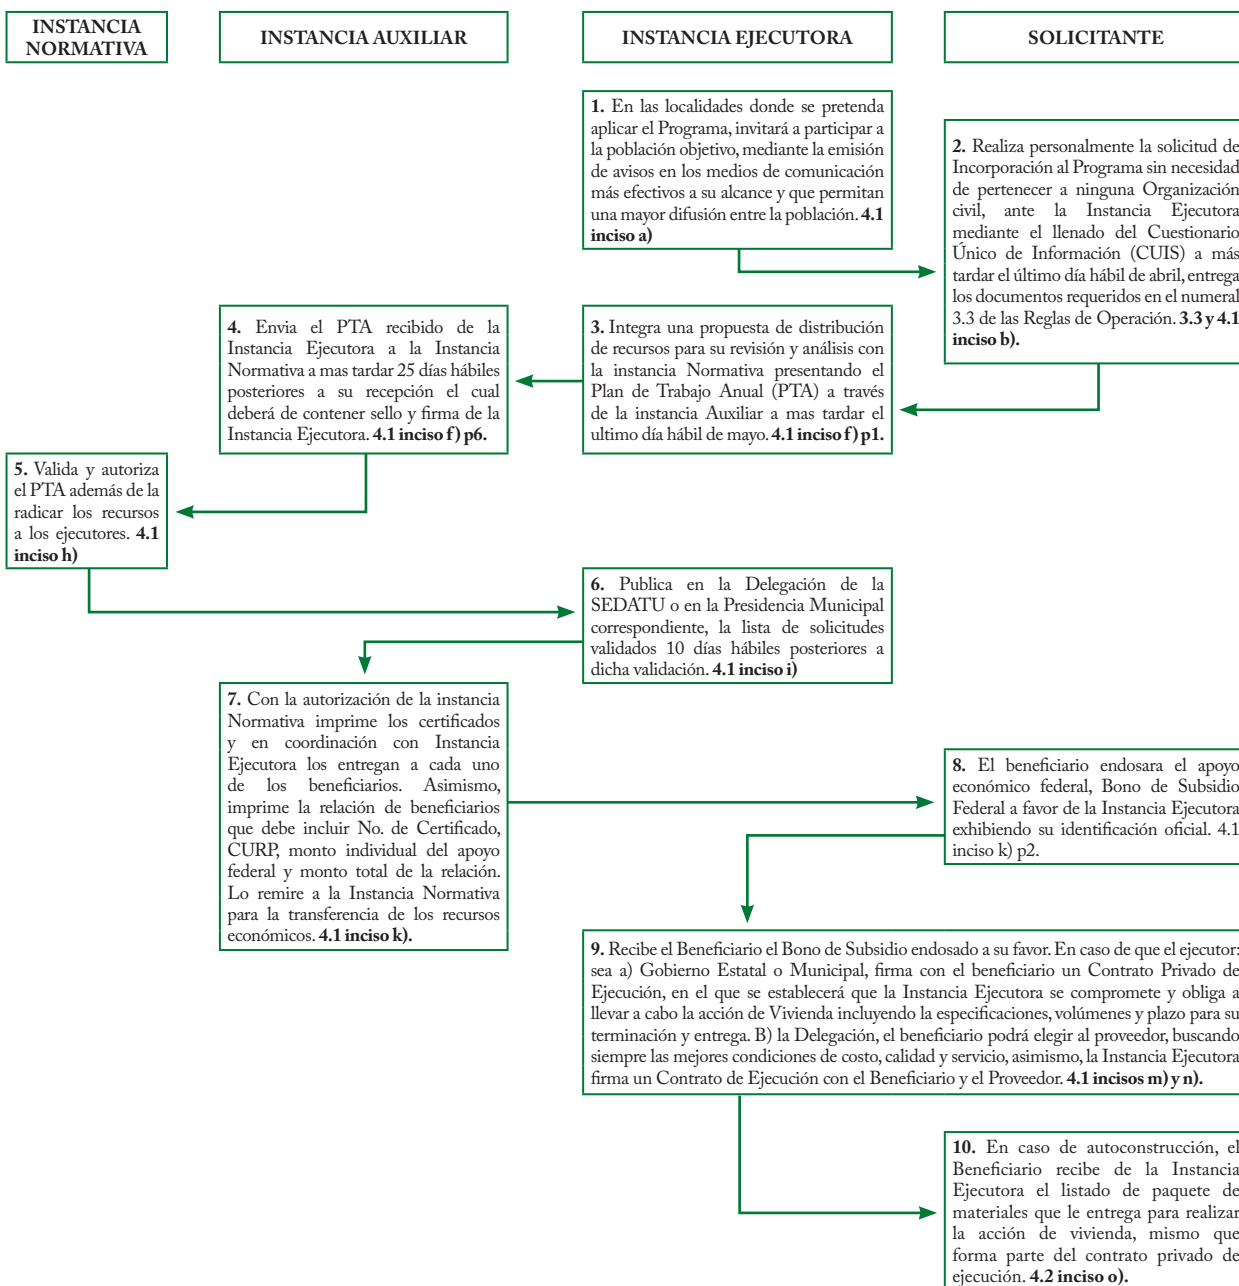 INSTANCIA
NORMATIVA
INSTANCIA AUXILIAR
INSTANCIA EJECUTORA
SOLICITANTE
1. En las localidades donde se pretenda
aplicar el Programa, invitará a participar a
la población objetivo, mediante la emisión
de avisos en los medios de comunicación
más efectivos a su alcance y que permitan
una mayor difusión entre la población. 4.1
inciso a)
2. Realiza personalmente la solicitud de
Incorporación al Programa sin necesidad
de pertenecer a ninguna Organización
civil, ante la Instancia Ejecutora
mediante el llenado del Cuestionario
Único de Información (CUIS) a más
tardar el último día hábil de abril, entrega
los documentos requeridos en el numeral
3.3 de las Reglas de Operación. 3.3 y 4.1
inciso b).
3. Integra una propuesta de distribución
de recursos para su revisión y análisis con
la instancia Normativa presentando el
Plan de Trabajo Anual (PTA) a través
de la instancia Auxiliar a mas tardar el
ultimo día hábil de mayo. 4.1 inciso f) p1.
4. Envia el PTA recibido de la
Instancia Ejecutora a la Instancia
Normativa a mas tardar 25 días hábiles
posteriores a su recepción el cual
deberá de contener sello y firma de la
Instancia Ejecutora. 4.1 inciso f) p6.
5. Valida y autoriza
el PTA además de la
radicar los recursos
a los ejecutores. 4.1
inciso h)
6. Publica en la Delegación de la
SEDATU o en la Presidencia Municipal
correspondiente, la lista de solicitudes
validados 10 días hábiles posteriores a
dicha validación. 4.1 inciso i)
7. Con la autorización de la instancia
Normativa imprime los certificados
y en coordinación con Instancia
Ejecutora los entregan a cada uno
de los beneficiarios. Asimismo,
imprime la relación de beneficiarios
que debe incluir No. de Certificado,
CURP, monto individual del apoyo
federal y monto total de la relación.
Lo remire a la Instancia Normativa
para la transferencia de los recursos
económicos. 4.1 inciso k).
8. El beneficiario endosara el apoyo
económico federal, Bono de Subsidio
Federal a favor de la Instancia Ejecutora
exhibiendo su identificación oficial. 4.1
inciso k) p2.
9. Recibe el Beneficiario el Bono de Subsidio endosado a su favor. En caso de que el ejecutor:
sea a) Gobierno Estatal o Municipal, firma con el beneficiario un Contrato Privado de
Ejecución, en el que se establecerá que la Instancia Ejecutora se compromete y obliga a
llevar a cabo la acción de Vivienda incluyendo la especificaciones, volúmenes y plazo para su
terminación y entrega. B) la Delegación, el beneficiario podrá elegir al proveedor, buscando
siempre las mejores condiciones de costo, calidad y servicio, asimismo, la Instancia Ejecutora
firma un Contrato de Ejecución con el Beneficiario y el Proveedor. 4.1 incisos m) y n).
10. En caso de autoconstrucción, el
Beneficiario recibe de la Instancia
Ejecutora el listado de paquete de
materiales que le entrega para realizar
la acción de vivienda, mismo que
forma parte del contrato privado de
ejecución. 4.2 inciso o).